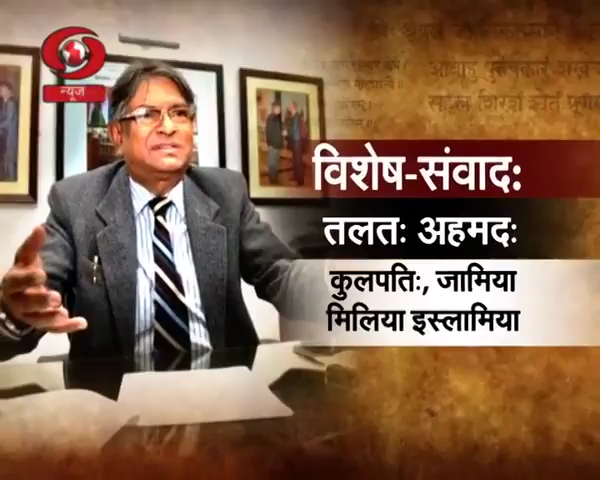 न्यूज़
विशेष-संवादः
तलतः अहमदः
कुलपतिः, जामिया
मिलिया इस्लामिया